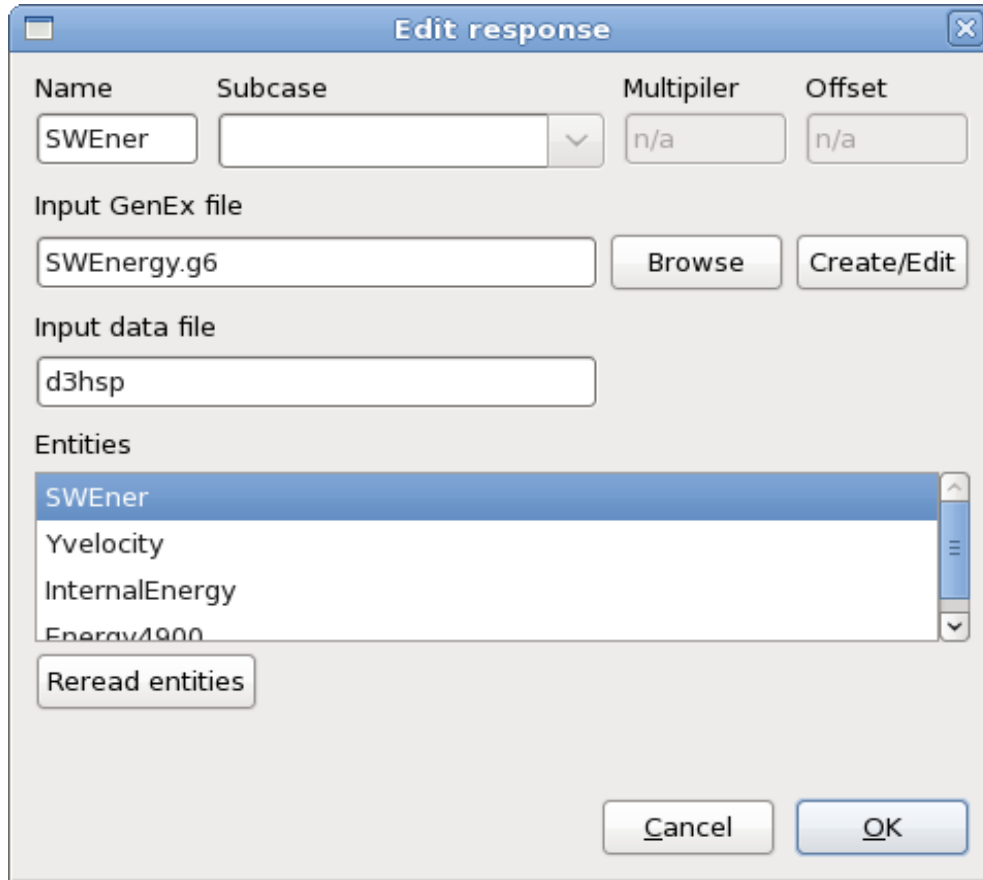 Edit response
Name Subcase Multipiler Offset
SWEner n/a n/a
Input GenEx file
SWEnergy.g6 Browse Create/Edit
Input data file
d3hsp
Entities
SWEner
Yvelocity
InternalEnergy
Energy4900
Reread entities
Cancel OK